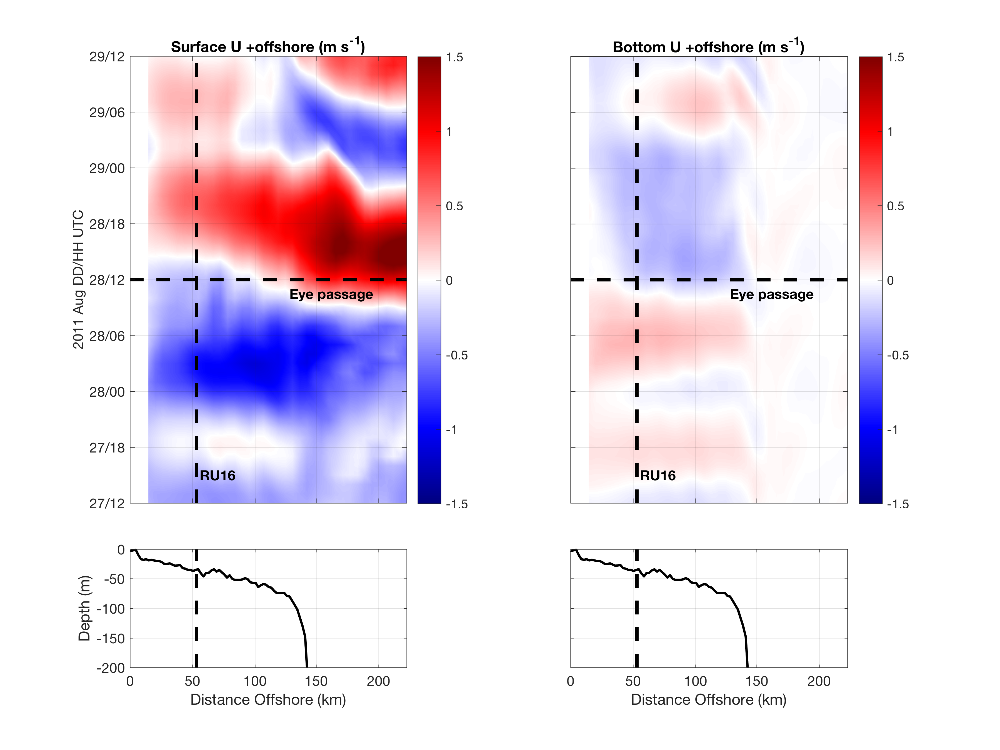 Surface U +offshore (m s-1)
Bottom U +offshore (m s-1)
2011 Aug DD/HH UTC
29/12
29/06
29/00
28/18
28/12
28/06
28/00
27/18
27/12
Eye passage
RU16
1.5
1
0.5
0
-0.5
-1
-1.5
Eye passage
RU16
1.5
1
0.5
0
-0.5
-1
-1.5
Depth (m)
0
-50
-100
-150
-200
0 50 100 150 200
Distance Offshore (km)
0 50 100 150 200
Distance Offshore (km)